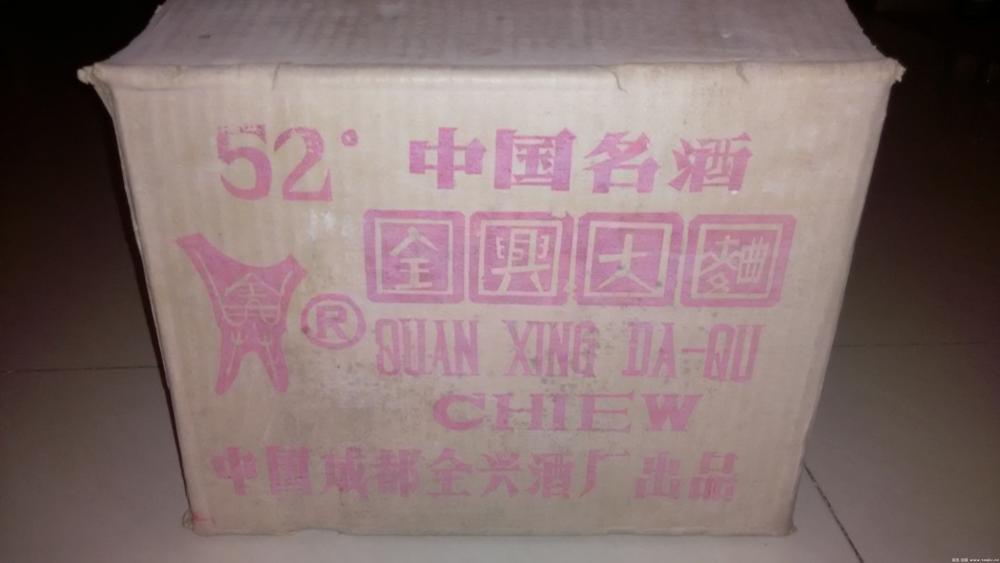 52° 中国名酒
全興大麯
®
QUAN XING DA-QU
CHIEW
中国成都全兴酒厂出品